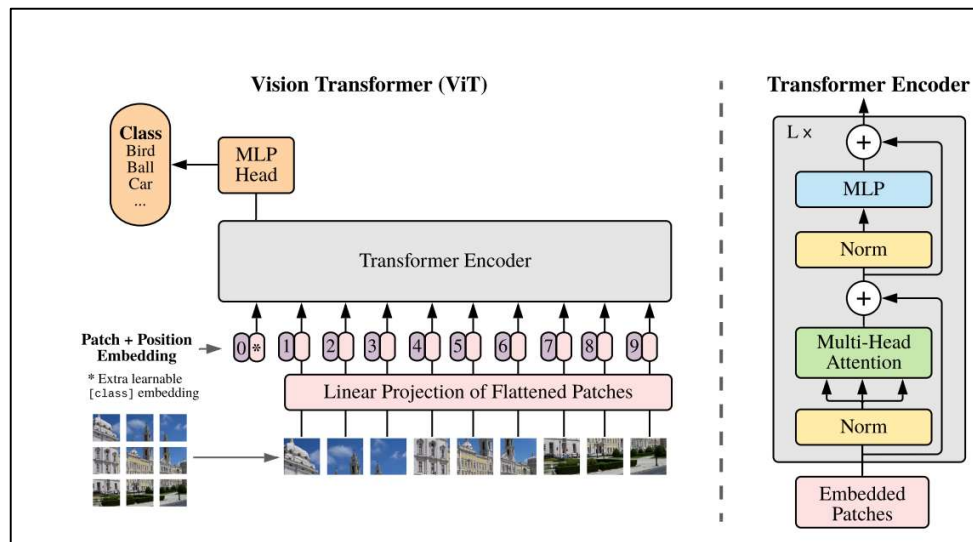 Vision Transformer (ViT)
Class
Bird
Ball
Car
...
MLP
Head
Transformer Encoder
Patch + Position
Embedding
0 * 1 2 3 4 5 6 7 8 9
* Extra learnable
[class] embedding
Linear Projection of Flattened Patches
Transformer Encoder
L ×
+
MLP
Norm
+
Multi-Head
Attention
Norm
Embedded
Patches